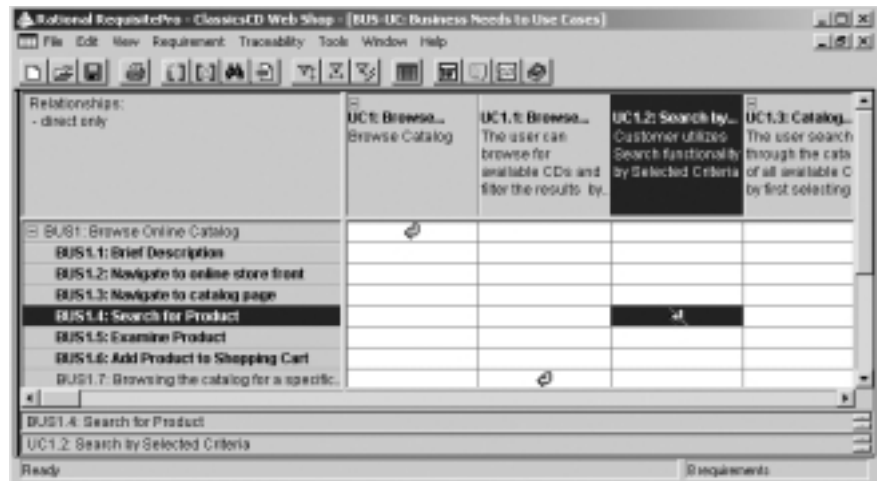 Rational RequisitePro - ClassicsCD Web Shop - [BUS-UC: Business Needs to Use Cases]
File Edit View Requirement Traceability Tools Window Help
Relationships:
- direct only
UC1: Browse...
Browse Catalog
UC1.1: Browse...
The user can
browse for
available CDs and
filter the results by..
UC1.2: Search by...
Customer utilizes
Search functionality
by Selected Criteria
UC1.3: Catalog...
The user search
through the cata
of all available C
by first selecting
BUS1: Browse Online Catalog
BUS1.1: Brief Description
BUS1.2: Navigate to online store front
BUS1.3: Navigate to catalog page
BUS1.4: Search for Product
BUS1.5: Examine Product
BUS1.6: Add Product to Shopping Cart
BUS1.7: Browsing the catalog for a specific.
BUS1.4: Search for Product
UC1.2: Search by Selected Criteria
Ready
8 requirements